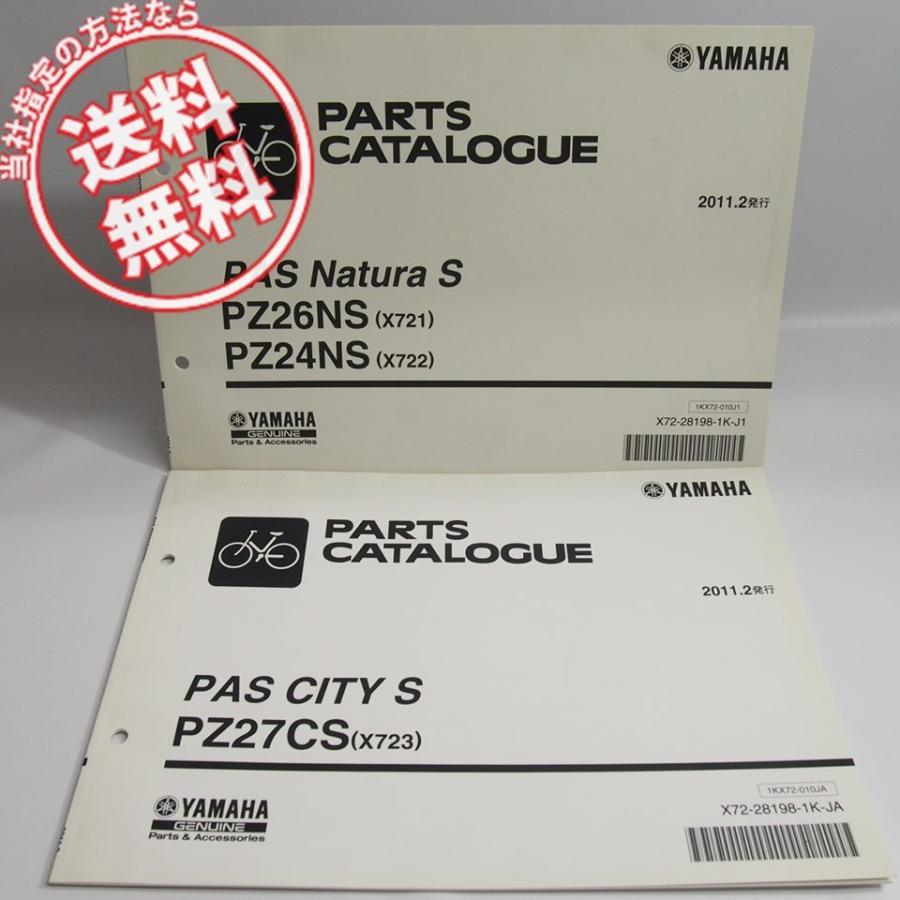 当社指定の方法なら
送料
無料
YAMAHA
PARTS
CATALOGUE
2011.2発行
PAS Natura S
PZ26NS (X721)
PZ24NS (X722)
YAMAHA
GENUINE
Parts & Accessories
1KX72-010J1
X72-28198-1K-J1
YAMAHA
PARTS
CATALOGUE
2011.2発行
PAS CITY S
PZ27CS (X723)
YAMAHA
GENUINE
Parts & Accessories
1KX72-010JA
X72-28198-1K-JA